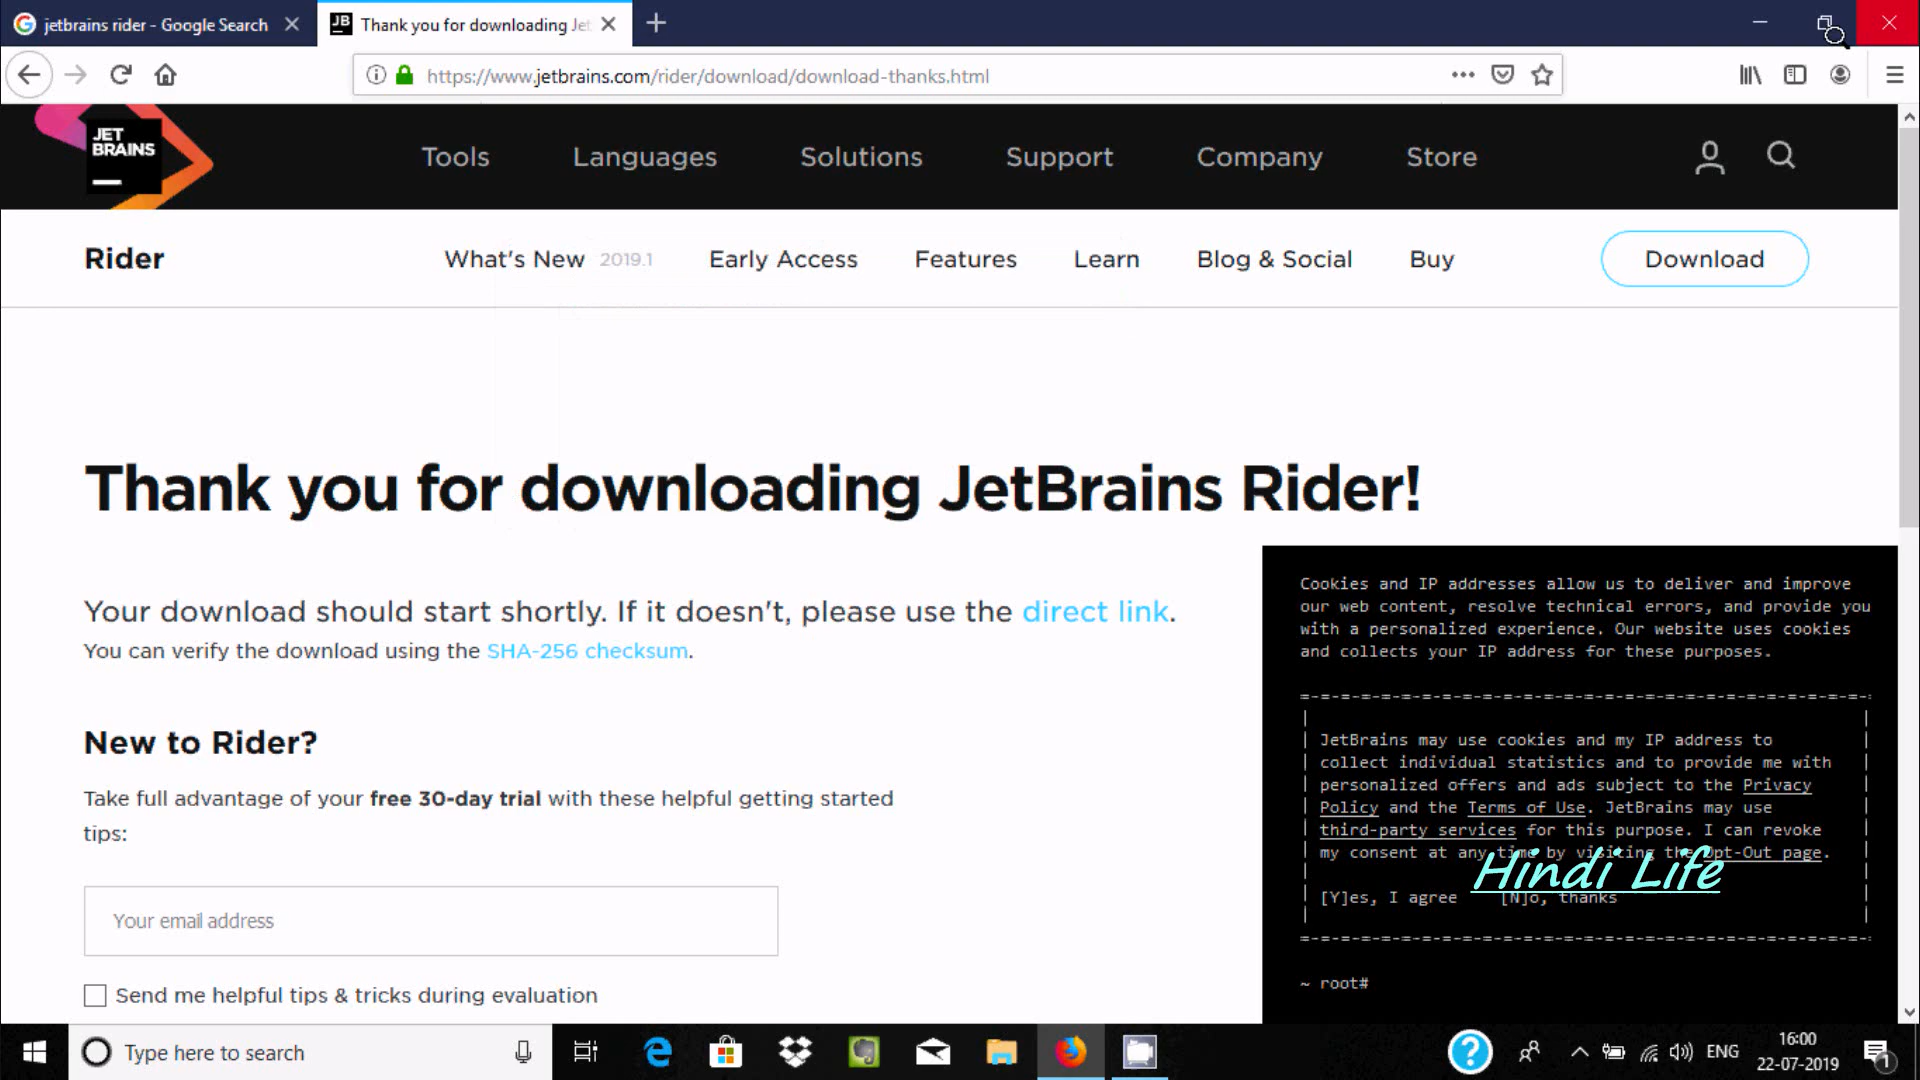 jetbrains rider - Google Search
JB
Thank you for downloading Jet
https://www.jetbrains.com/rider/download/download-thanks.html
JET
BRAINS
Tools Languages Solutions Support Company Store
Rider What's New 2019.1 Early Access Features Learn Blog & Social Buy Download
Thank you for downloading JetBrains Rider!
Your download should start shortly. If it doesn't, please use the direct link.
You can verify the download using the SHA-256 checksum.
New to Rider?
Take full advantage of your free 30-day trial with these helpful getting started
tips:
Your email address
Send me helpful tips & tricks during evaluation
Cookies and IP addresses allow us to deliver and improve
our web content, resolve technical errors, and provide you
with a personalized experience. Our website uses cookies
and collects your IP address for these purposes.
JetBrains may use cookies and my IP address to
collect individual statistics and to provide me with
personalized offers and ads subject to the Privacy
Policy and the Terms of Use. JetBrains may use
third-party services for this purpose. I can revoke
my consent at any time by visiting the Opt-Out page.
Hindi Life
[Y]es, I agree [N]o, thanks
~ root#
Type here to search
ENG
16:00
22-07-2019
1